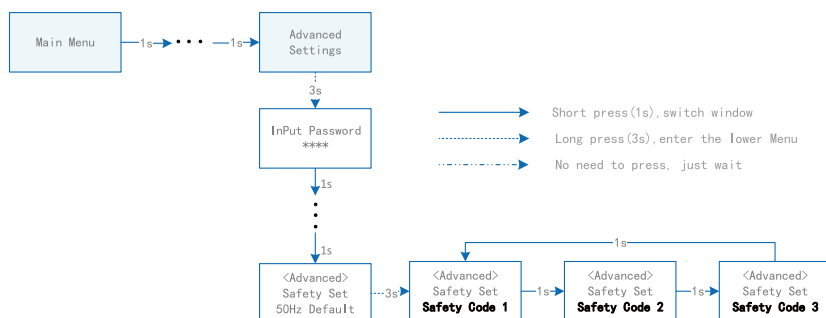 Main Menu
1s
1s
Advanced
Settings
3s
InPut Password
****
1s
1s
Short press(1s),switch window
Long press(3s),enter the lower Menu
No need to press, just wait
1s
<Advanced>
Safety Set
50Hz Default
3s
<Advanced>
Safety Set
Safety Code 1
1s
<Advanced>
Safety Set
Safety Code 2
1s
<Advanced>
Safety Set
Safety Code 3